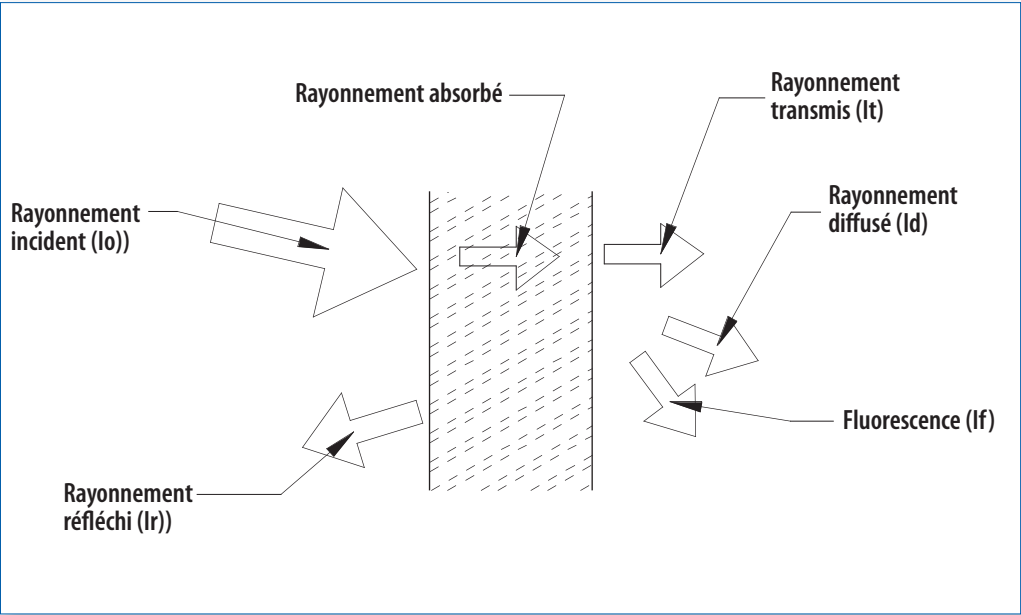 Rayonnement absorbé
Rayonnement
transmis (It)
Rayonnement
incident (Io))
Rayonnement
diffusé (Id)
Fluorescence (If)
Rayonnement
réfléchi (Ir))